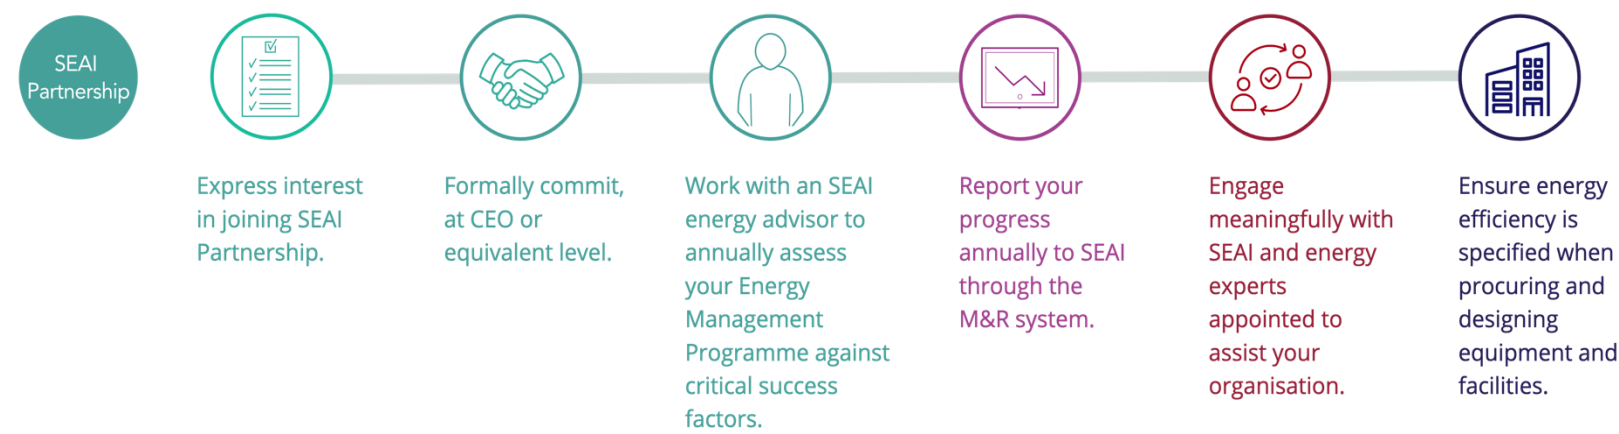 SEAI
Partnership
Express interest
in joining SEAI
Partnership.
Formally commit,
at CEO or
equivalent level.
Work with an SEAI
energy advisor to
annually assess
your Energy
Management
Programme against
critical success
factors.
Report your
progress
annually to SEAI
through the
M&R system.
Engage
meaningfully with
SEAI and energy
experts
appointed to
assist your
organisation.
Ensure energy
efficiency is
specified when
procuring and
designing
equipment and
facilities.